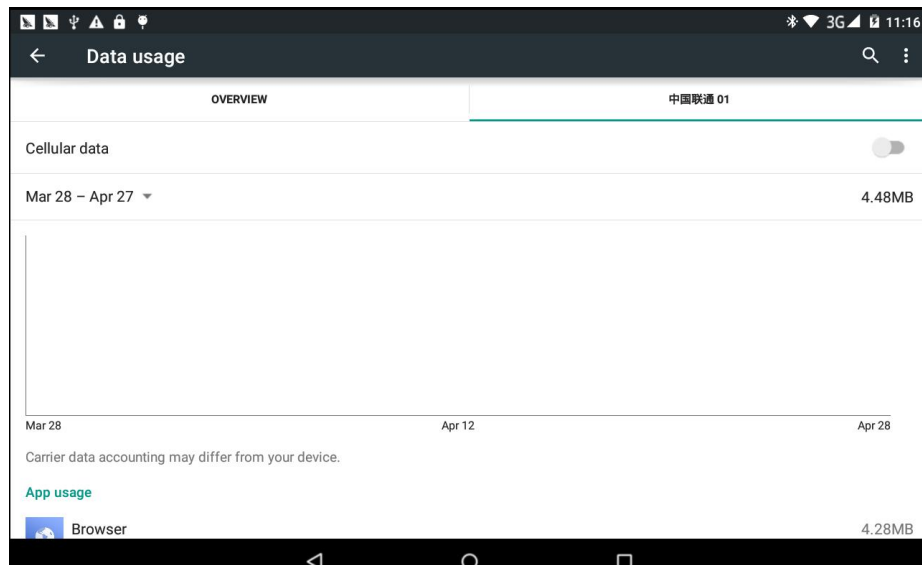 3G 11:16
Data usage
OVERVIEW 中国联通 01
Cellular data
Mar 28 – Apr 27 4.48MB
Mar 28 Apr 12 Apr 28
Carrier data accounting may differ from your device.
App usage
Browser 4.28MB